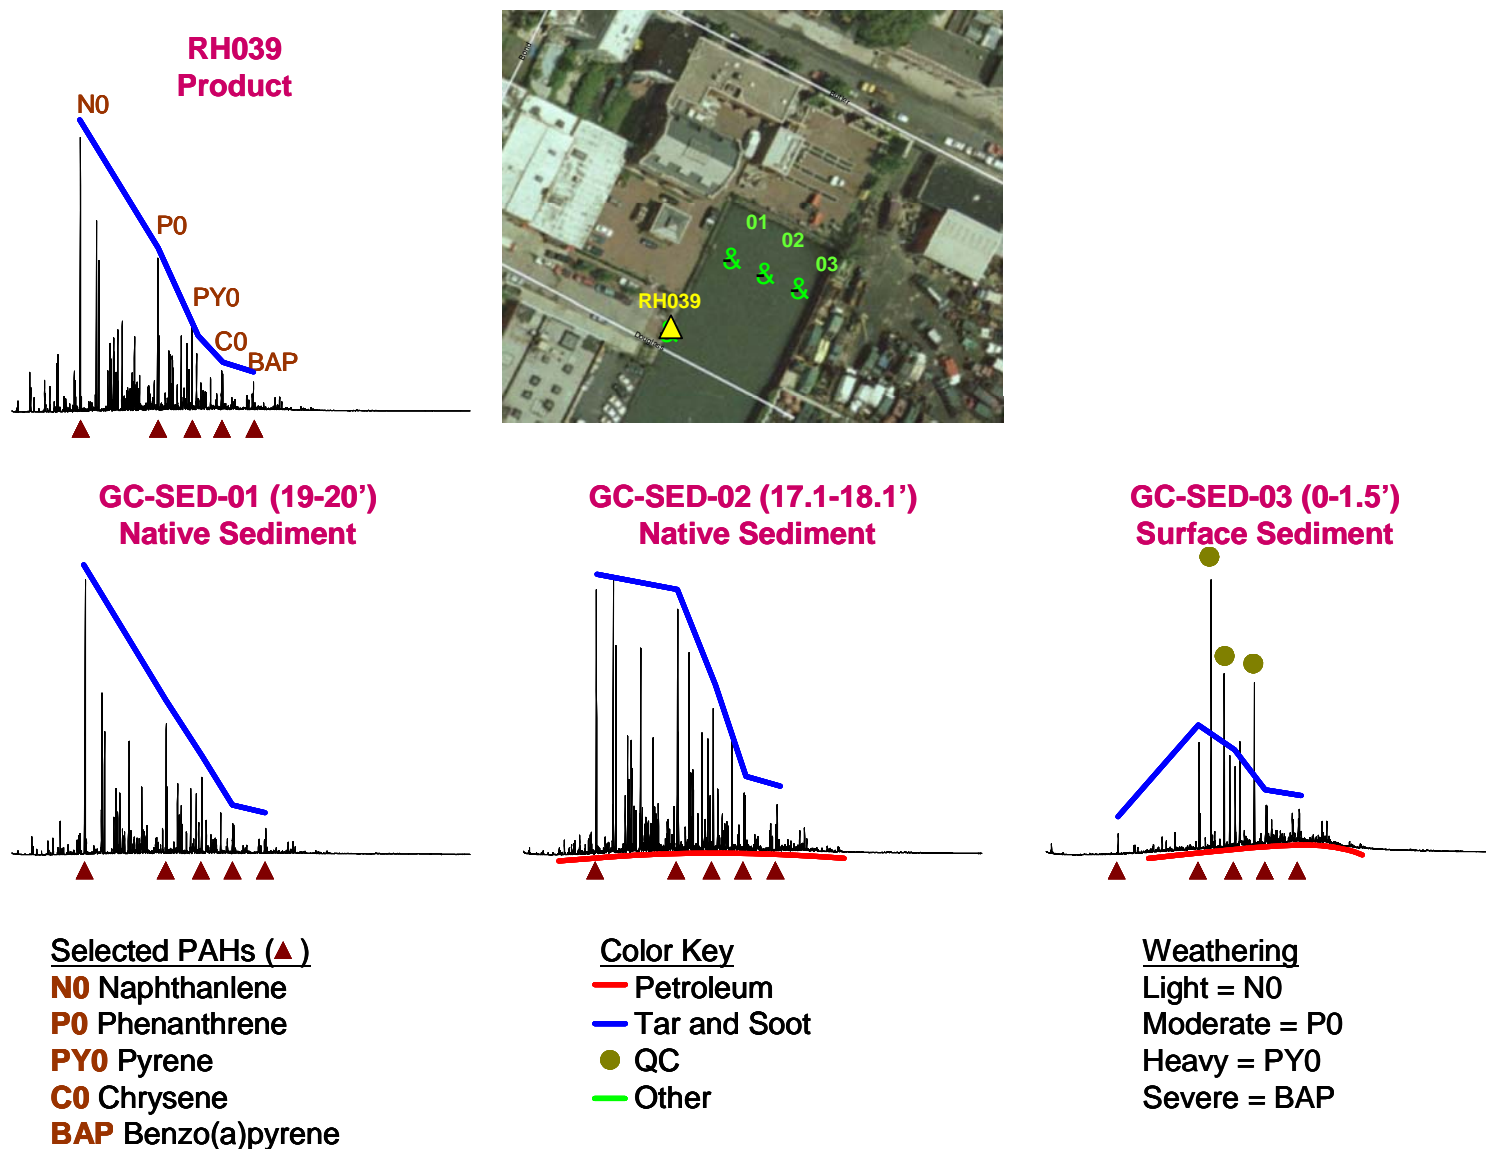 RH039
Product
N0
P0
PY0
C0
BAP
Bond
Butler
01
02
03
RH039
GC-SED-01 (19-20’)
Native Sediment
GC-SED-02 (17.1-18.1’)
Native Sediment
GC-SED-03 (0-1.5’)
Surface Sediment
Selected PAHs (▲)
N0 Naphthanlene
P0 Phenanthrene
PY0 Pyrene
C0 Chrysene
BAP Benzo(a)pyrene
Color Key
Petroleum
Tar and Soot
QC
Other
Weathering
Light = N0
Moderate = P0
Heavy = PY0
Severe = BAP